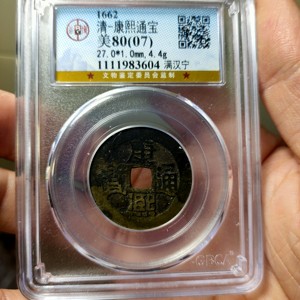 1662
清-康熙通宝
美80(07)
27.0*1.0mm,4.4g
1111983604 满汉宁
文物鉴定委员会监制
康熙通寶